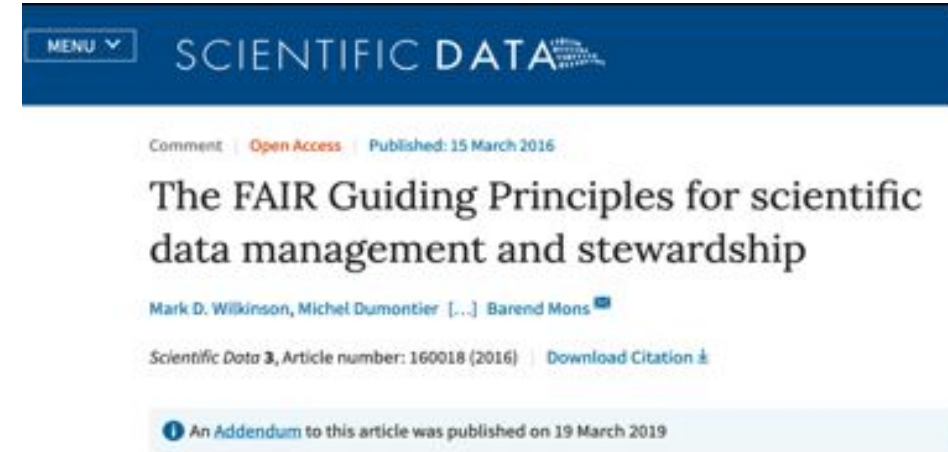 MENU
SCIENTIFIC DATA
Comment | Open Access | Published: 15 March 2016
The FAIR Guiding Principles for scientific
data management and stewardship
Mark D. Wilkinson, Michel Dumontier [...] Barend Mons
Scientific Data 3, Article number: 160018 (2016) | Download Citation
An Addendum to this article was published on 19 March 2019